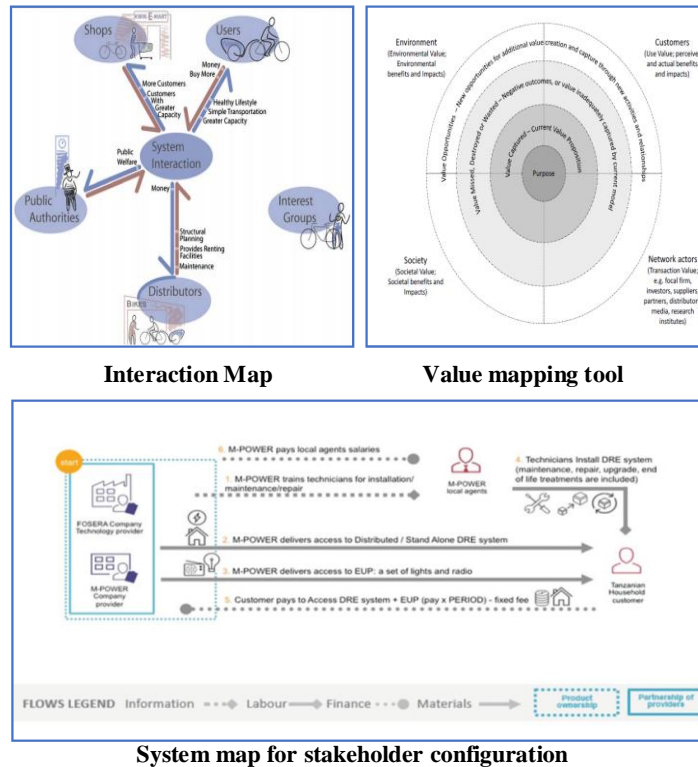 Shops
E-MART
Users
Money
Buy More
More Customers
Customers
With
Greater
Capacity
Healthy Lifestyle
Simple Transportation
Greater Capacity
Public
Welfare
System
Interaction
Money
Public
Authorities
Interest
Groups
Structural
Planning
Provides Renting
Facilities
Maintenance
Distributors
BIKES
Interaction Map
Environment
(Environmental Value;
Environmental
benefits and impacts)
Customers
(Use Value; perceive
and actual benefits
and impacts)
Value Opportunities – New opportunities for additional value creation and capture through new activities and relationships
Value Missed, Destroyed or Wasted – Negative outcomes, or value inadequately captured by current model
Value Captured – Current Value Proposition
Purpose
Society
(Societal Value;
Societal benefits and
Impacts)
Network actors
(Transaction Value;
e.g. focal firm,
investors, suppliers
partners, distributor
media, research
institutes)
Value mapping tool
start
FOSERA Company
Technology provider
M-POWER
Company
provider
6. M-POWER pays local agents salaries
1. M-POWER trains technicians for installation/
maintenance/repair
M-POWER
local agents
4. Technicians Install DRE system
(maintenance, repair, upgrade, end
of life treatments are included)
2. M-POWER delivers access to Distributed / Stand Alone DRE system
3. M-POWER delivers access to EUP: a set of lights and radio
5. Customer pays to Access DRE system + EUP (pay x PERIOD) - fixed fee
Tanzanian
Household
customer
FLOWS LEGEND Information Labour Finance Materials
Product
ownership
Partnership of
providers
System map for stakeholder configuration